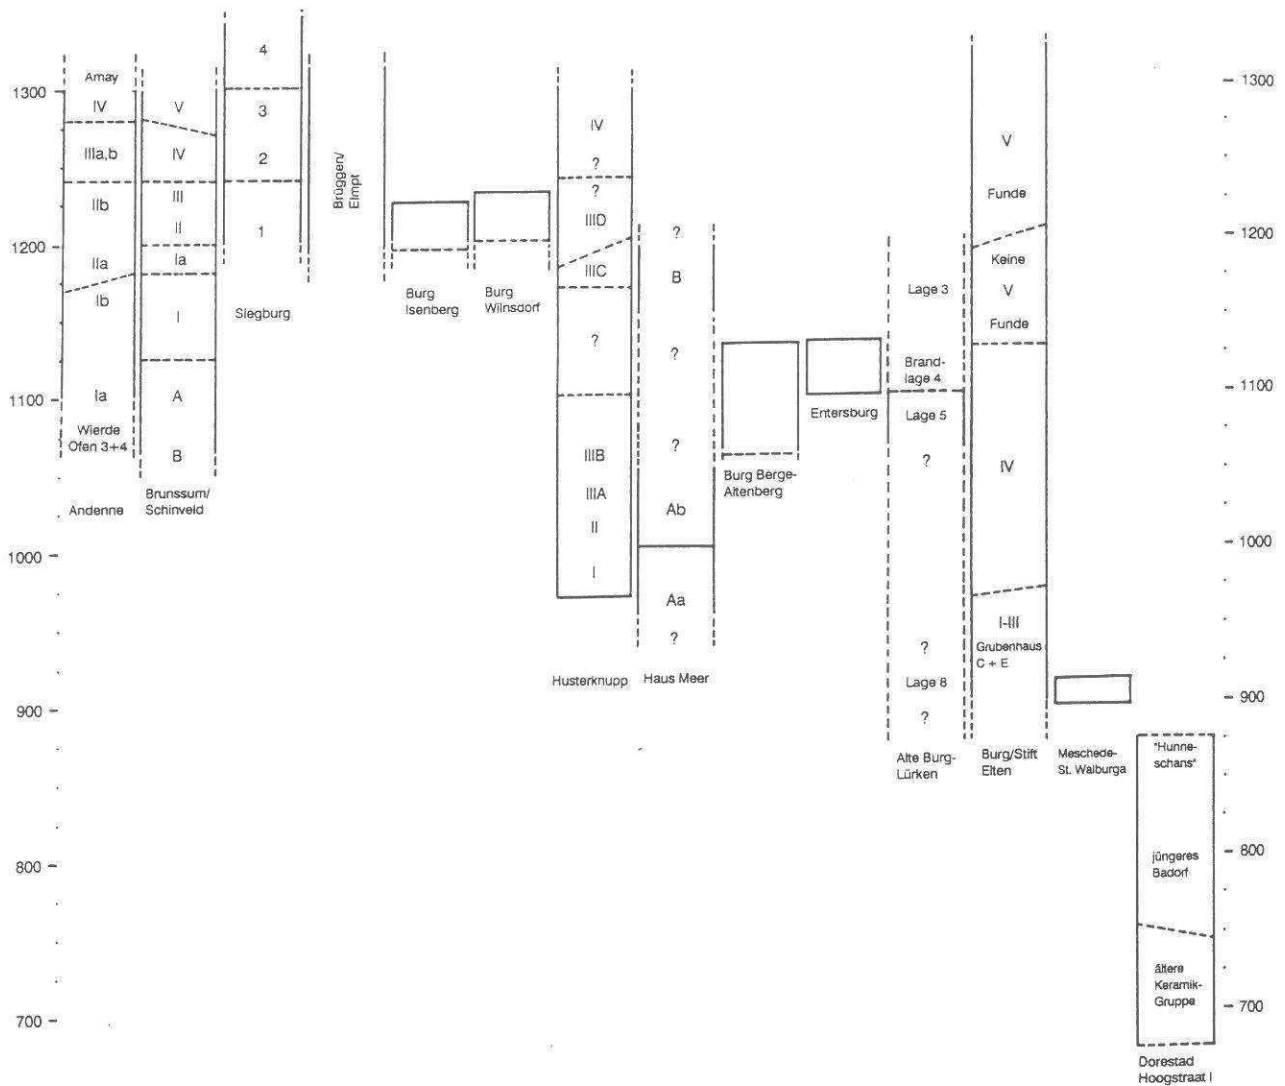 1300
1200
1100
1000
900
800
700
Amay
IV
IIIa,b
IIb
IIa
Ib
Ia
Wierde
Ofen 3+4
Andenne
V
IV
III
II
Ia
I
A
B
Brunssum/
Schinveld
4
3
2
1
Siegburg
Brüggen/
Elmpt
Burg
Isenberg
Burg
Wilnsdorf
IV
?
?
IIID
IIIC
?
IIIB
IIIA
II
I
Husterknupp
?
B
?
?
Ab
Aa
?
Haus Meer
Burg Berge-
Altenberg
Entersburg
Lage 3
Brand-
lage 4
Lage 5
?
?
Lage 8
?
Alte Burg-
Lürken
V
Funde
Keine
V
Funde
IV
I-III
Grubenhaus
C + E
Burg/Stift
Elten
Meschede-
St. Walburga
"Hunne-
schans"
jüngeres
Badorf
ältere
Keramik-
Gruppe
Dorestad
Hoogstraat I
1300
1200
1100
1000
900
800
700